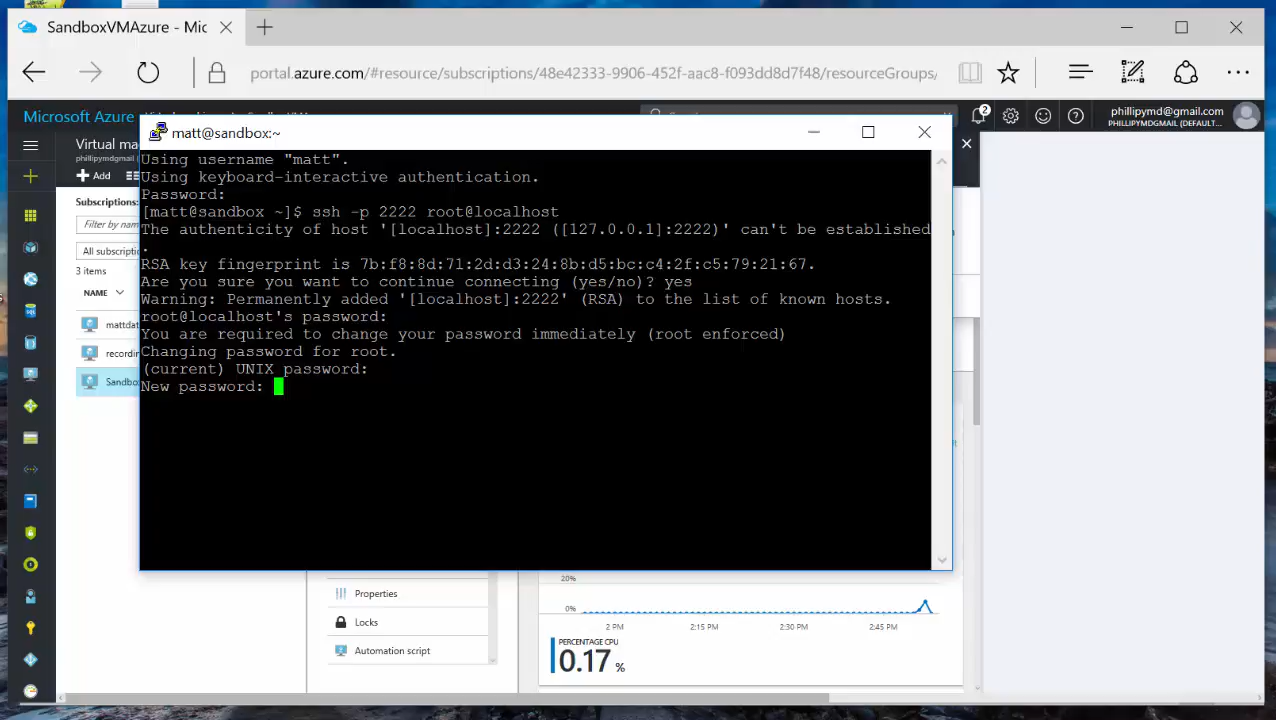 SandboxVMAzure - Mic
portal.azure.com/#resource/subscriptions/48e42333-9906-452f-aac8-f093dd8d7f48/resourceGroups/
Microsoft Azure
2
phillipymd@gmail.com
PHILLIPYMDGMAIL (DEFAULT...
matt@sandbox:~
Virtual ma
phillipymdgmail
Add
Subscriptions:
Filter by name
All subscriptio
3 items
NAME
mattdat
recordin
Sandbo
Using username "matt".
Using keyboard-interactive authentication.
Password:
[matt@sandbox ~]$ ssh -p 2222 root@localhost
The authenticity of host '[localhost]:2222 ([127.0.0.1]:2222)' can't be established
.
RSA key fingerprint is 7b:f8:8d:71:2d:d3:24:8b:d5:bc:c4:2f:c5:79:21:67.
Are you sure you want to continue connecting (yes/no)? yes
Warning: Permanently added '[localhost]:2222' (RSA) to the list of known hosts.
root@localhost's password:
You are required to change your password immediately (root enforced)
Changing password for root.
(current) UNIX password:
New password:
Properties
Locks
Automation script
20%
0%
2 PM
2:15 PM
2:30 PM
2:45 PM
PERCENTAGE CPU
0.17 %